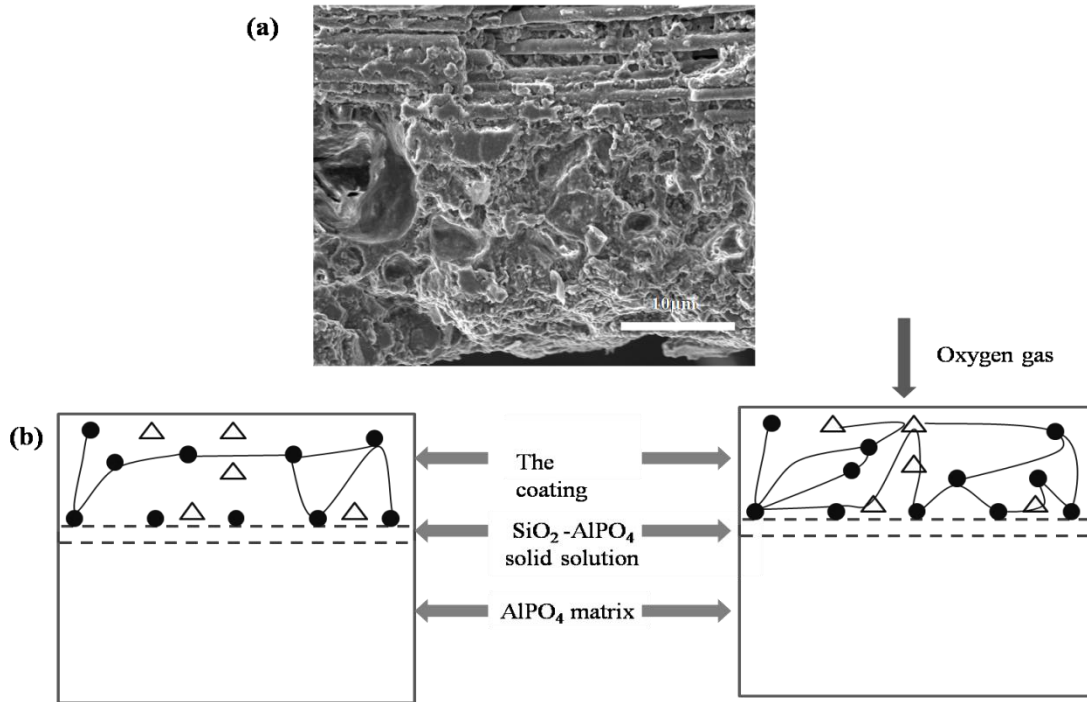 (a)
10μm
Oxygen gas
(b)
The
coating
SiO₂ -AlPO₄
solid solution
AlPO₄ matrix